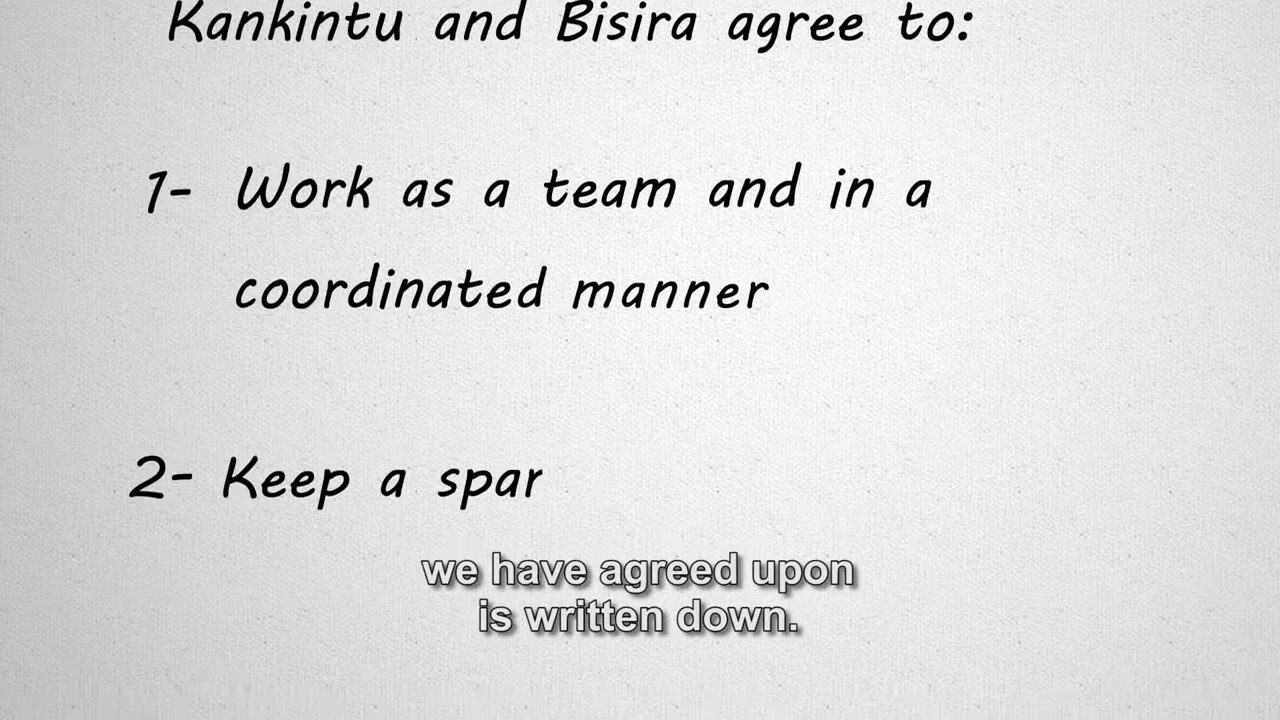 Kankintu and Bisira agree to:
1- Work as a team and in a
coordinated manner
2- Keep a spar
we have agreed upon
is written down.